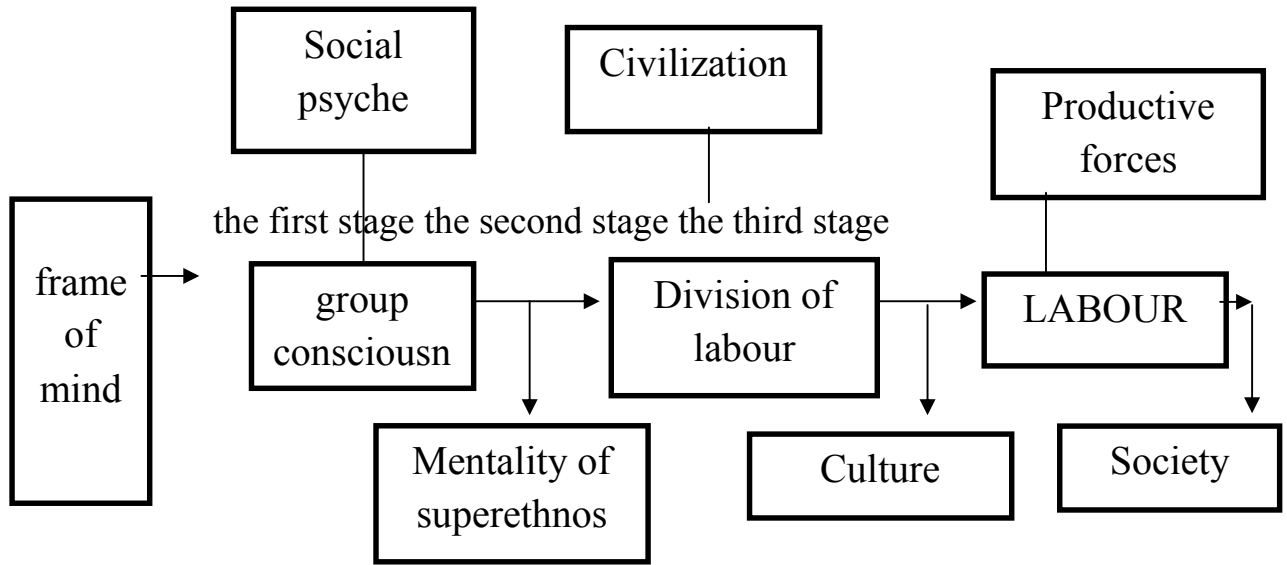 Social
psyche
Civilization
Productive
forces
the first stage the second stage the third stage
frame
of
mind
group
consciousn
Division of
labour
LABOUR
Mentality of
superethnos
Culture
Society